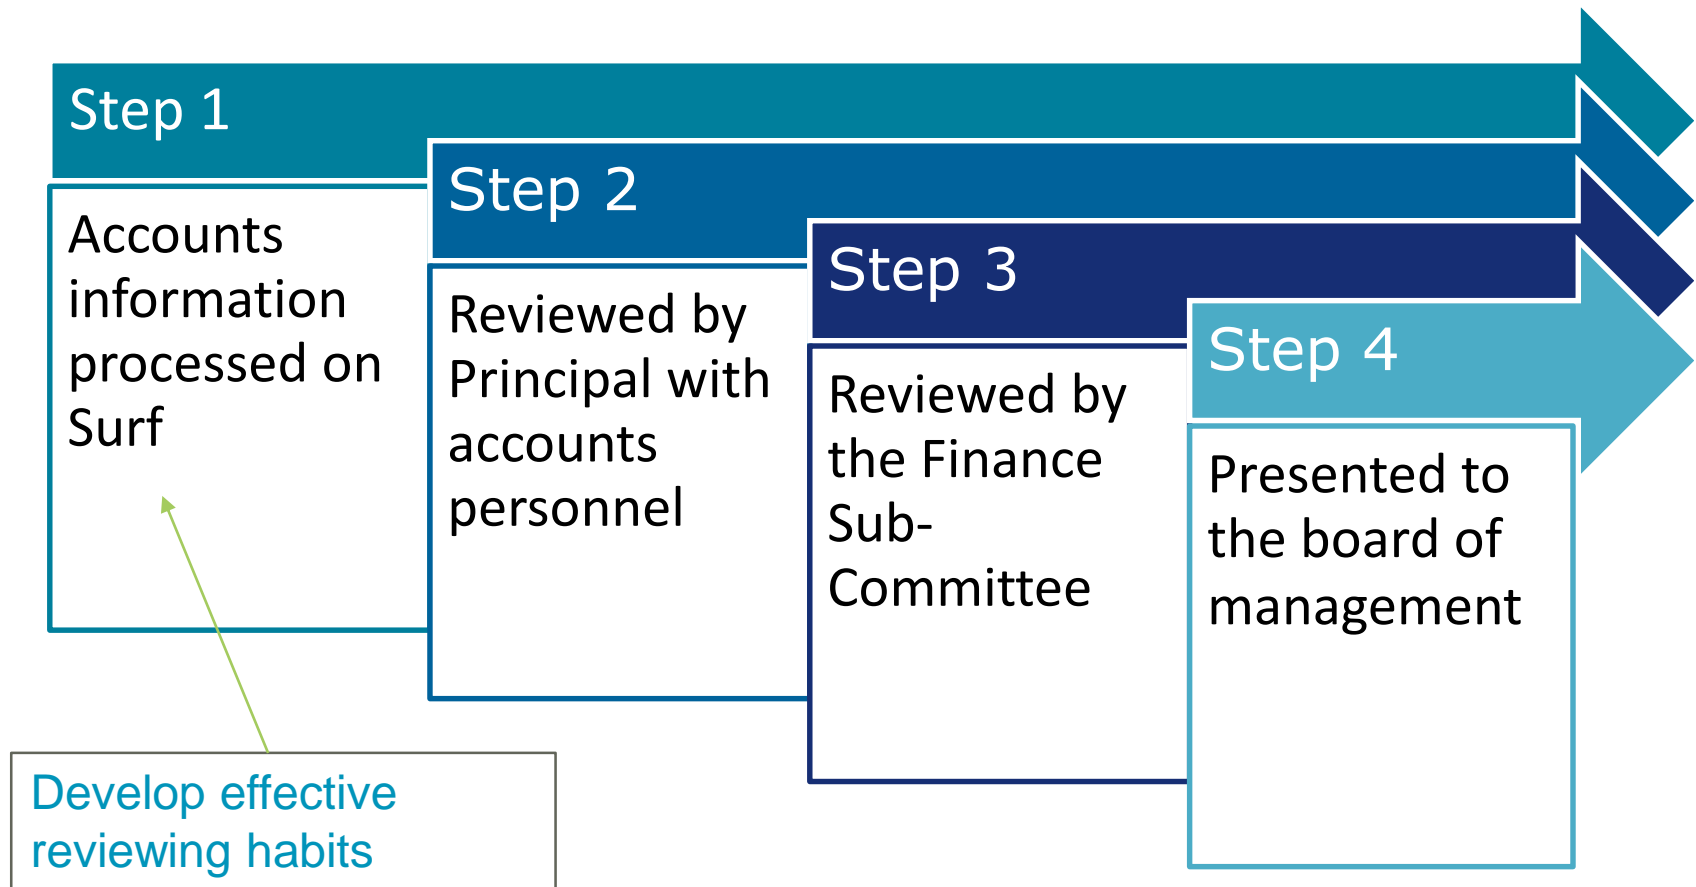 Step 1
Accounts
information
processed on
Surf
Step 2
Reviewed by
Principal with
accounts
personnel
Step 3
Reviewed by
the Finance
Sub-
Committee
Step 4
Presented to
the board of
management
Develop effective
reviewing habits